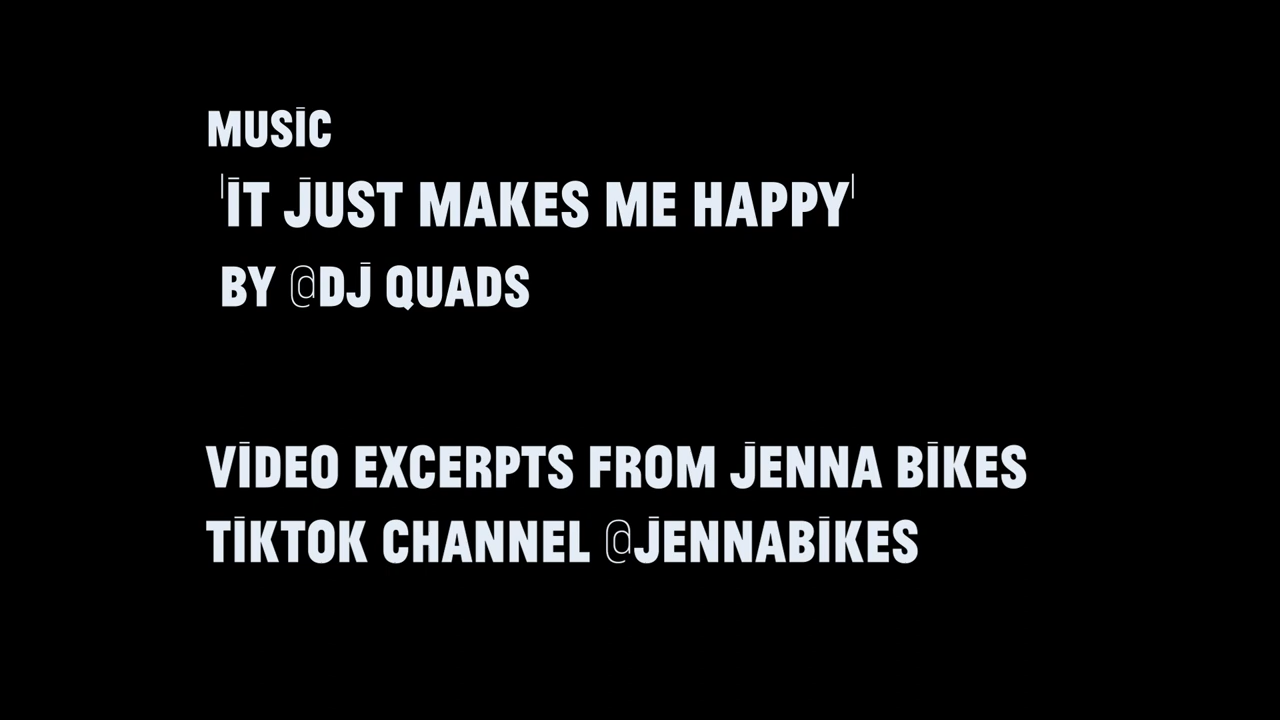 MUSIC
'IT JUST MAKES ME HAPPY'
BY @DJ QUADS
VIDEO EXCERPTS FROM JENNA BIKES
TIKTOK CHANNEL @JENNABIKES